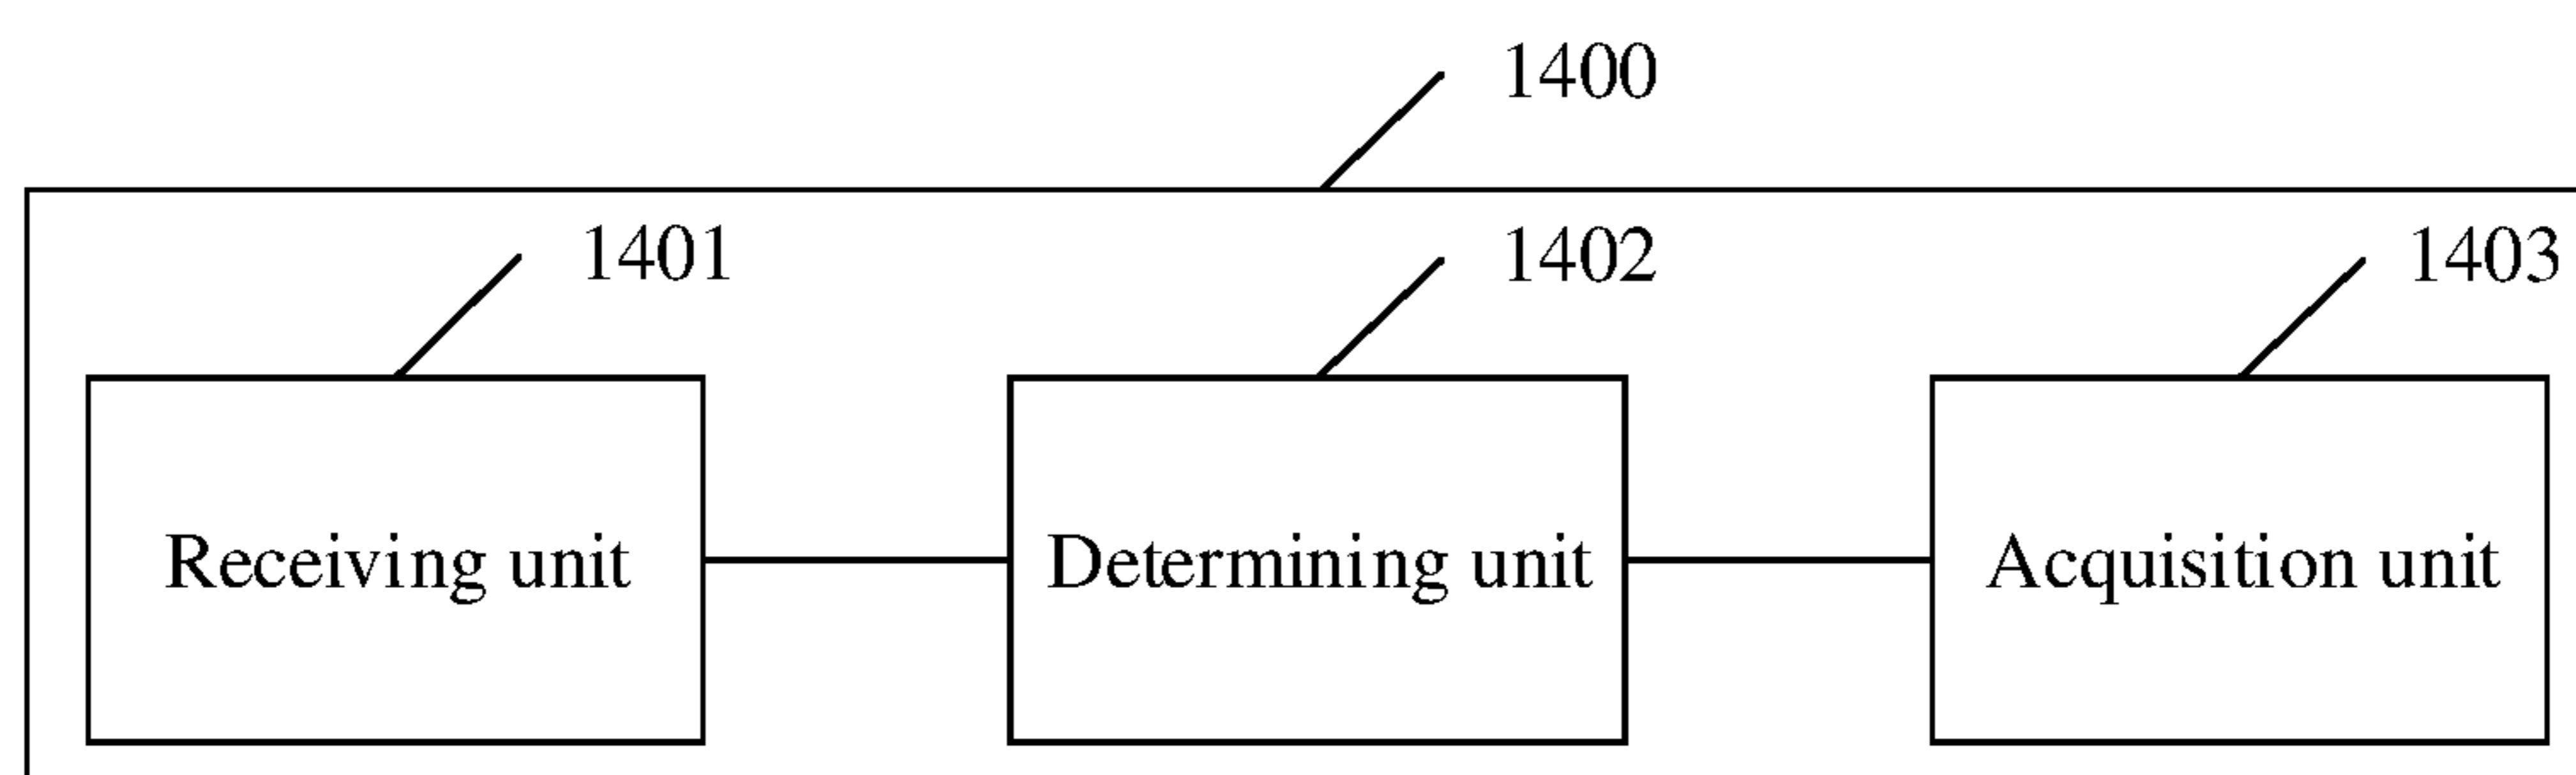 1400
1401
1402
1403
Receiving unit
Determining unit
Acquisition unit